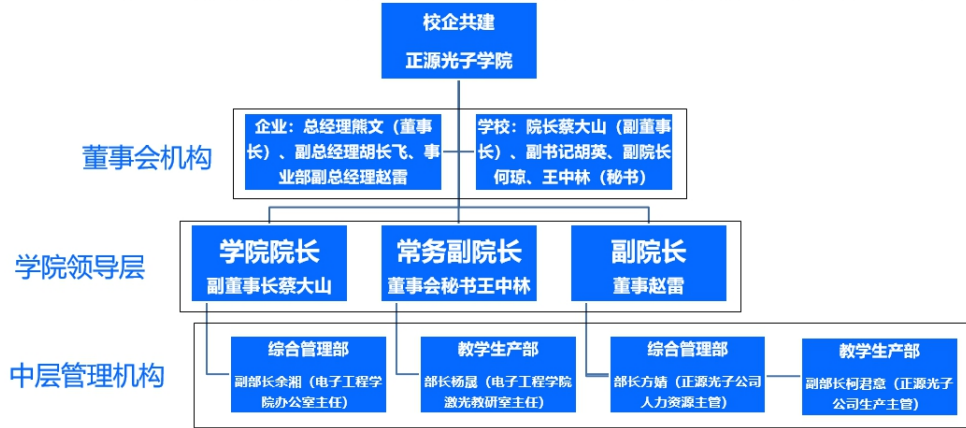 校企共建
正源光子学院
董事会机构
企业：总经理熊文（董事
长）、副总经理胡长飞、事
业部副总经理赵雷
学校：院长蔡大山（副董事
长）、副书记胡英、副院长
何琼、王中林（秘书）
学院领导层
学院院长
副董事长蔡大山
常务副院长
董事会秘书王中林
副院长
董事赵雷
中层管理机构
综合管理部
副部长余湘（电子工程学
院办公室主任）
教学生产部
部长杨晟（电子工程学院
激光教研室主任）
综合管理部
部长方婧（正源光子公司
人力资源主管）
教学生产部
副部长柯君意（正源光子
公司生产主管）